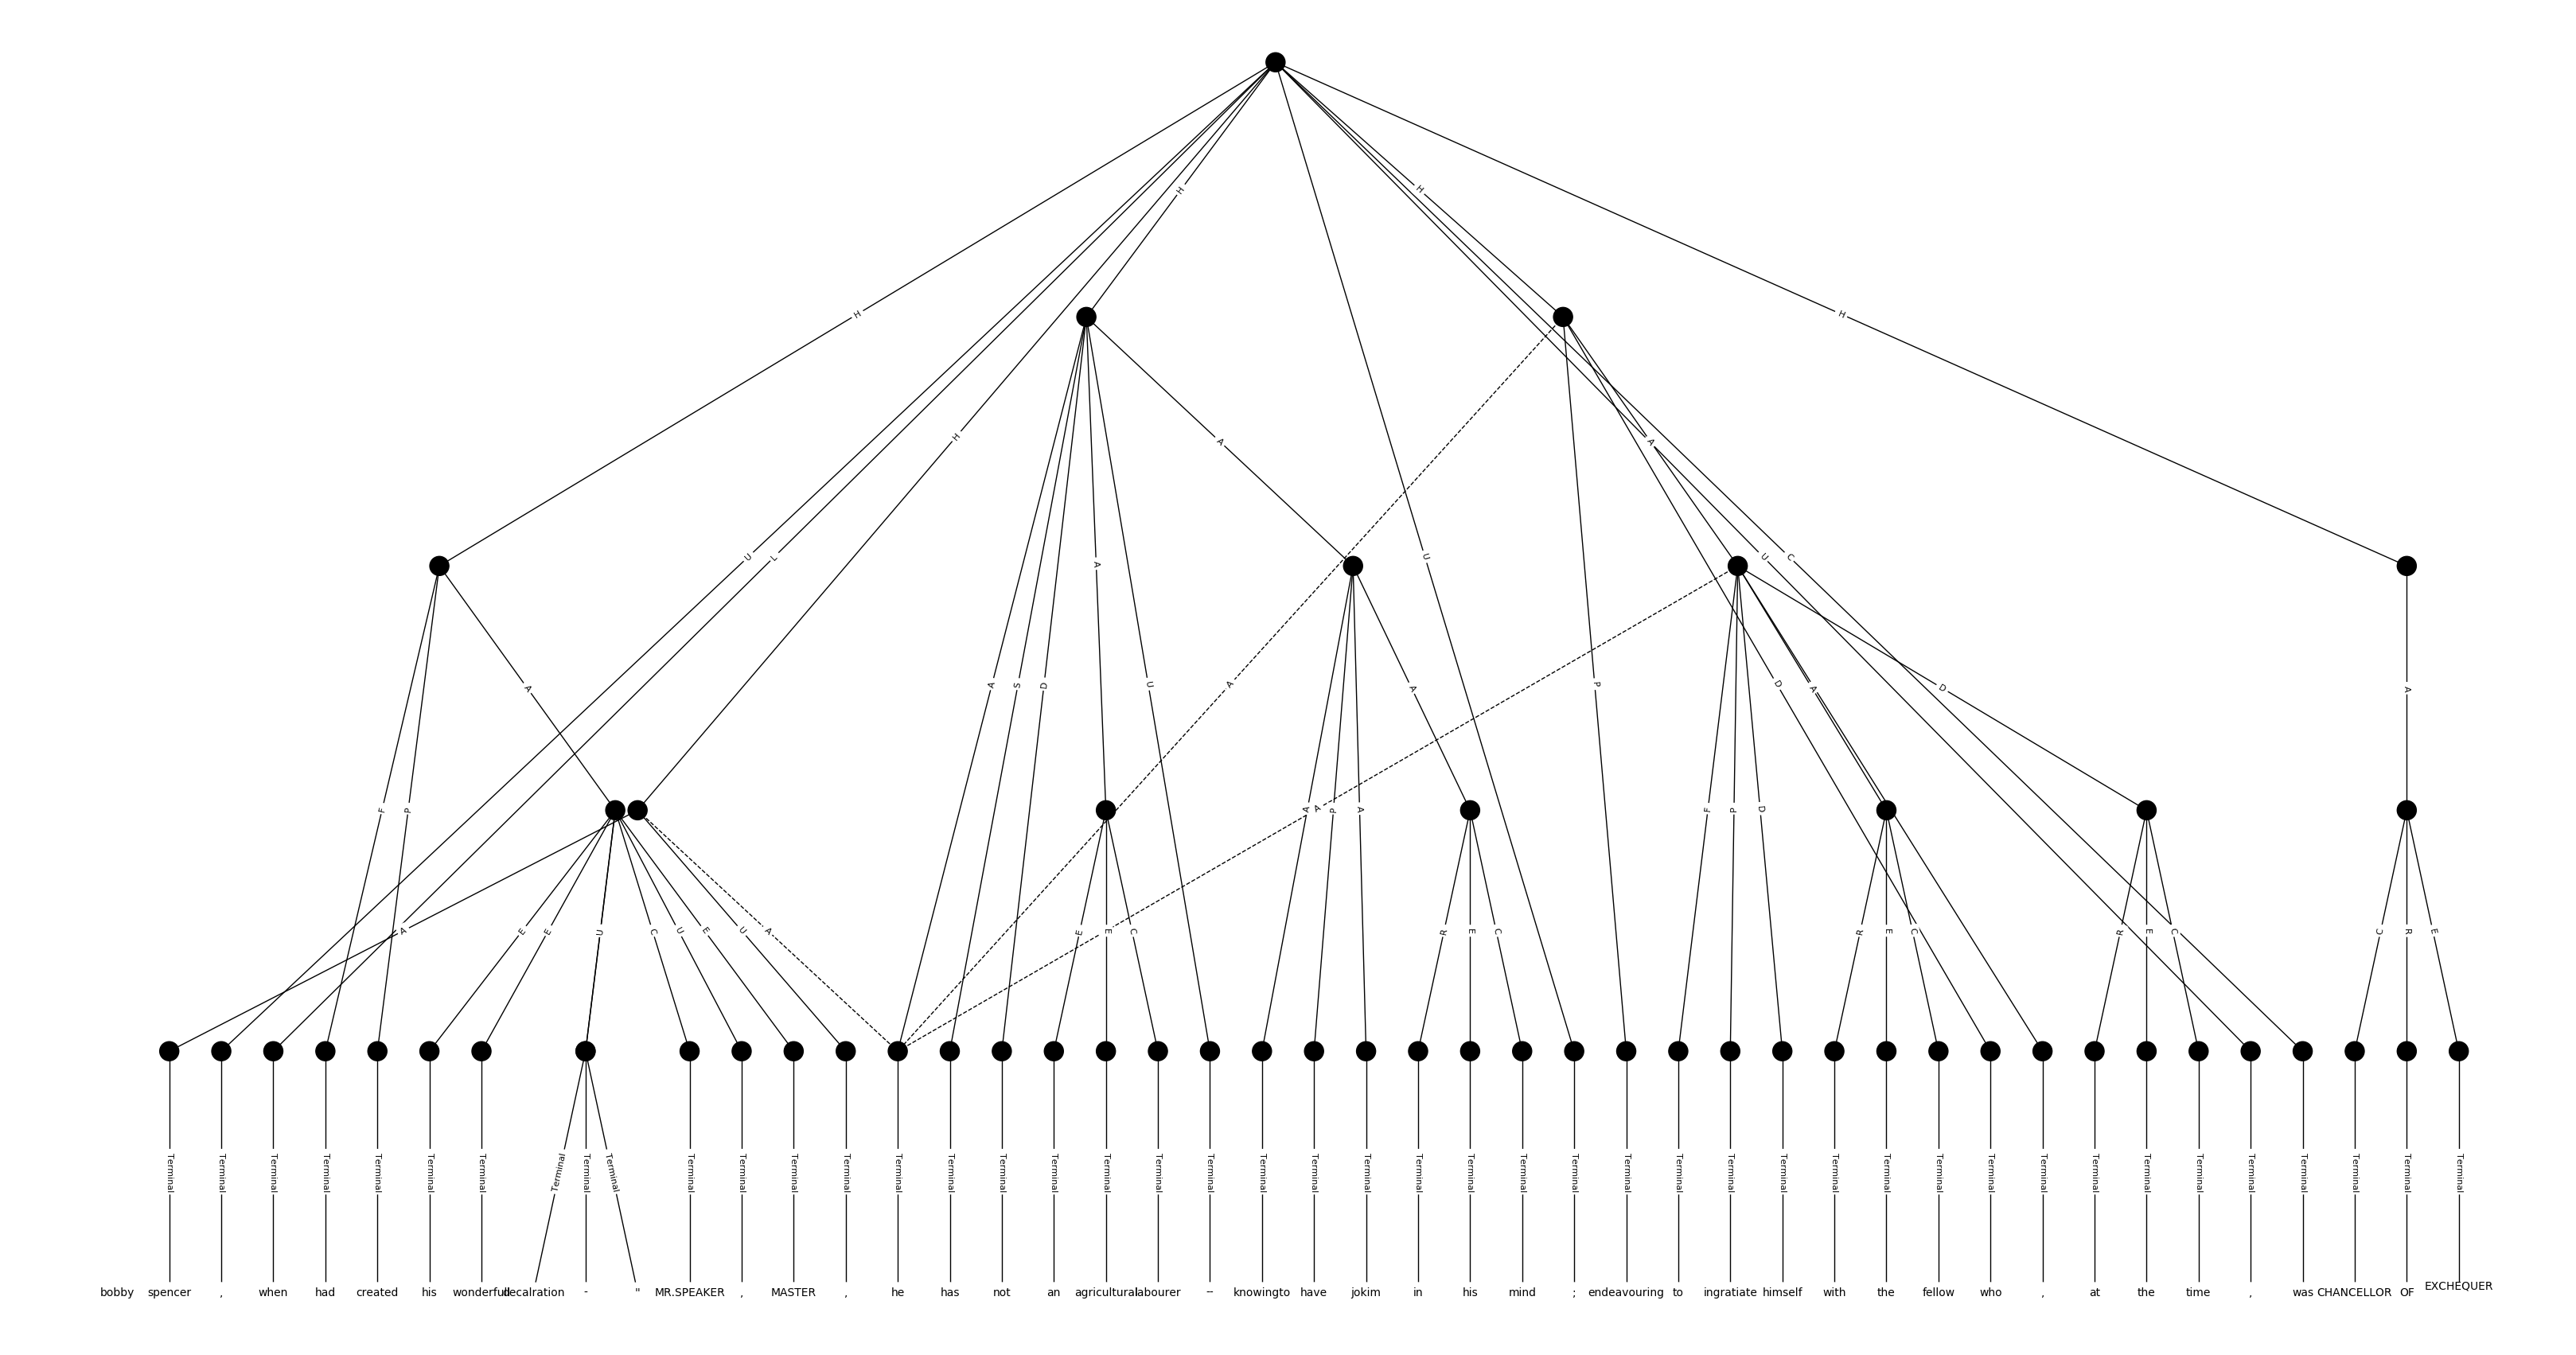 H H
H H
H A A
U L A U U C
A A S D U A A P D A D A
F P A A P A F P D
A E E U C U E U A E E C R E C R E C R E C C R E
Terminal Terminal Terminal Terminal Terminal Terminal Terminal Terminal Terminal Terminal Terminal Terminal Terminal Terminal Terminal Terminal Terminal Terminal Terminal Terminal Terminal Terminal Terminal Terminal Terminal Terminal Terminal Terminal Terminal Terminal Terminal Terminal Terminal Terminal Terminal Terminal Terminal Terminal Terminal Terminal Terminal Terminal Terminal Terminal Terminal
bobby spencer , when had created his wonderful decalration - " MR.SPEAKER , MASTER , he has not an agricultural labourer -- knowingto have jokim in his mind ; endeavouring to ingratiate himself with the fellow who , at the time , was CHANCELLOR OF EXCHEQUER